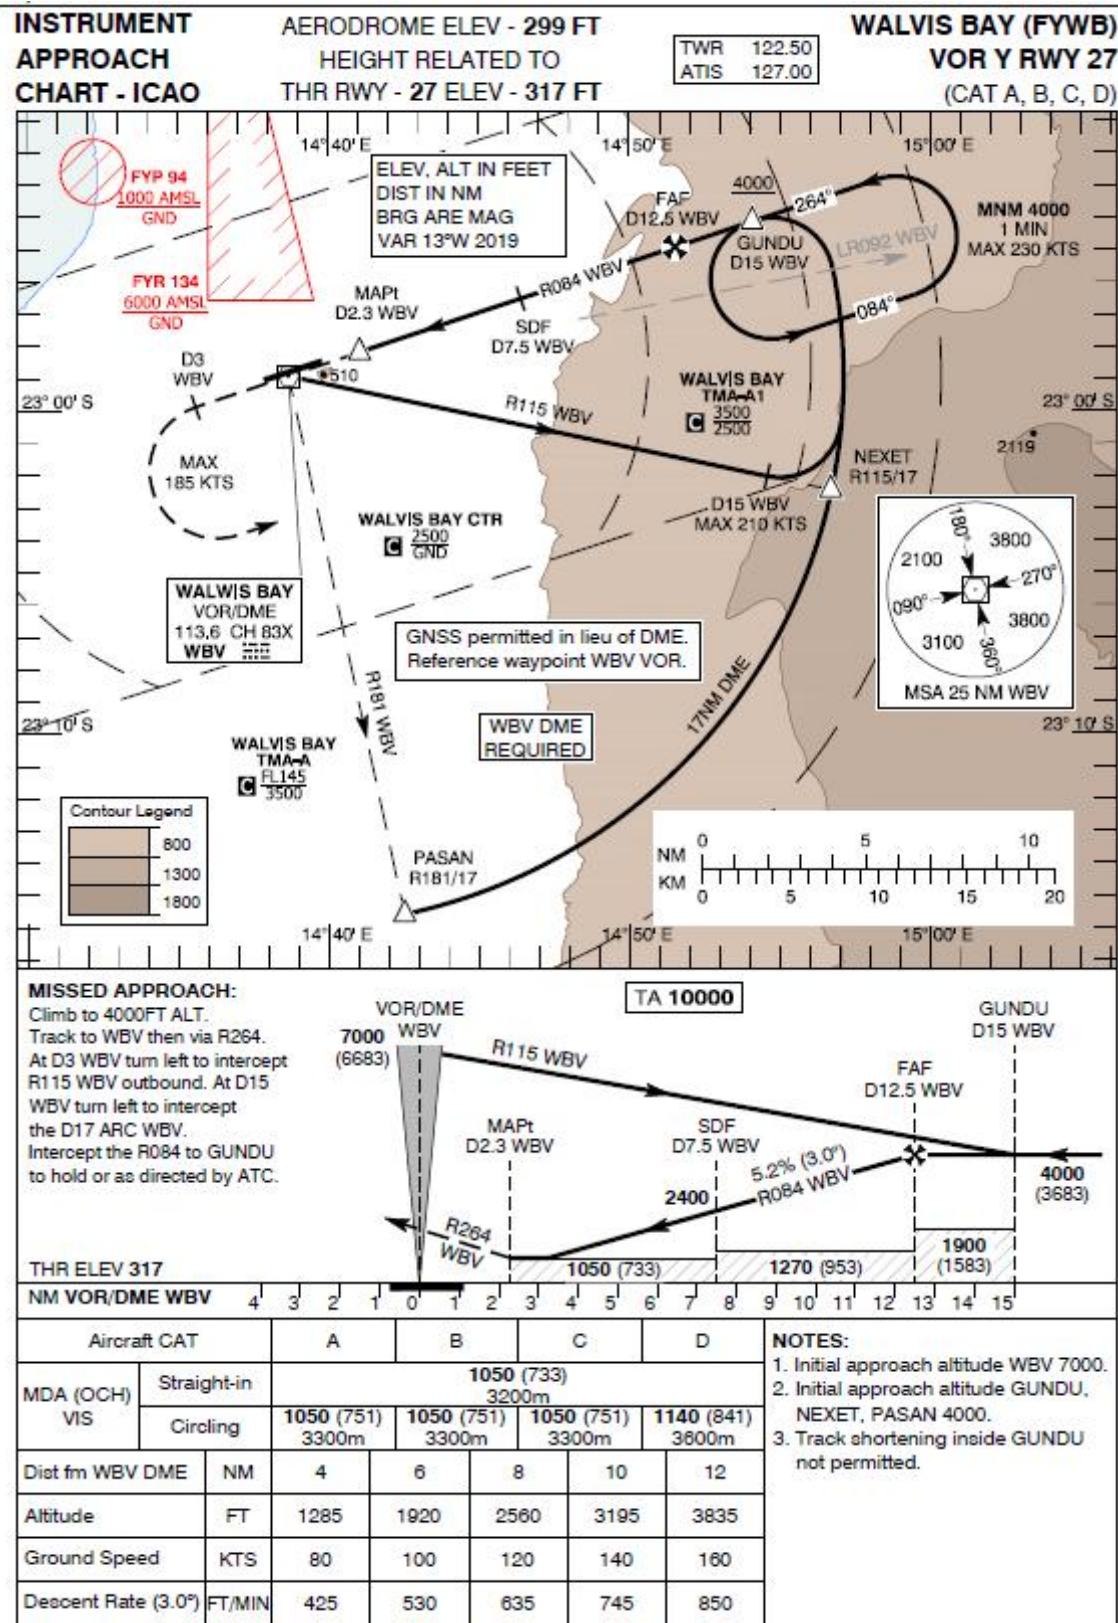 INSTRUMENT
APPROACH
CHART - ICAO
AERODROME ELEV - 299 FT
HEIGHT RELATED TO
THR RWY - 27 ELEV - 317 FT
TWR 122.50
ATIS 127.00
WALVIS BAY (FYWB)
VOR Y RWY 27
(CAT A, B, C, D)
14° 40' E
14° 50' E
15° 00' E
FYP 94
1000 AMSL
GND
FYR 134
6000 AMSL
GND
ELEV, ALT IN FEET
DIST IN NM
BRG ARE MAG
VAR 13°W 2019
4000
FAF
D12.5 WBV
264°
MNM 4000
1 MIN
MAX 230 KTS
GUNDU
D15 WBV
LR092 WBV
R084 WBV
084°
MAPt
D2.3 WBV
SDF
D7.5 WBV
D3
WBV
510
23° 00' S
R115 WBV
WALVIS BAY
TMA-A1
C 3500
2500
23° 00' S
2119
MAX
185 KTS
NEXET
R115/17
D15 WBV
MAX 210 KTS
WALVIS BAY CTR
C 2500
GND
180°
3800
2100
270°
090°
3800
3100
360°
MSA 25 NM WBV
WALWIS BAY
VOR/DME
113,6 CH 83X
WBV
GNSS permitted in lieu of DME.
Reference waypoint WBV VOR.
R181 WBV
17NM DME
WBV DME
REQUIRED
23° 10' S
23° 10' S
WALVIS BAY
TMA-A
C FL145
3500
Contour Legend
800
1300
1800
PASAN
R181/17
NM 0 5 10
KM 0 5 10 15 20
14° 40' E
14° 50' E
15° 00' E
MISSED APPROACH:
Climb to 4000FT ALT.
Track to WBV then via R264.
At D3 WBV turn left to intercept
R115 WBV outbound. At D15
WBV turn left to intercept
the D17 ARC WBV.
Intercept the R084 to GUNDU
to hold or as directed by ATC.
VOR/DME
WBV
7000
(6683)
TA 10000
GUNDU
D15 WBV
R115 WBV
FAF
D12.5 WBV
MAPt
D2.3 WBV
SDF
D7.5 WBV
5.2% (3.0°)
R084 WBV
4000
(3683)
2400
R264
WBV
1050 (733)
1270 (953)
1900
(1583)
THR ELEV 317
NM VOR/DME WBV 4 3 2 1 0 1 2 3 4 5 6 7 8 9 10 11 12 13 14 15
Aircraft CAT A B C D
MDA (OCH)
VIS
Straight-in 1050 (733)
3200m
Circling 1050 (751) 1050 (751) 1050 (751) 1140 (841)
3300m 3300m 3300m 3600m
Dist fm WBV DME NM 4 6 8 10 12
Altitude FT 1285 1920 2560 3195 3835
Ground Speed KTS 80 100 120 140 160
Descent Rate (3.0°) FT/MIN 425 530 635 745 850
NOTES:
1. Initial approach altitude WBV 7000.
2. Initial approach altitude GUNDU,
NEXET, PASAN 4000.
3. Track shortening inside GUNDU
not permitted.